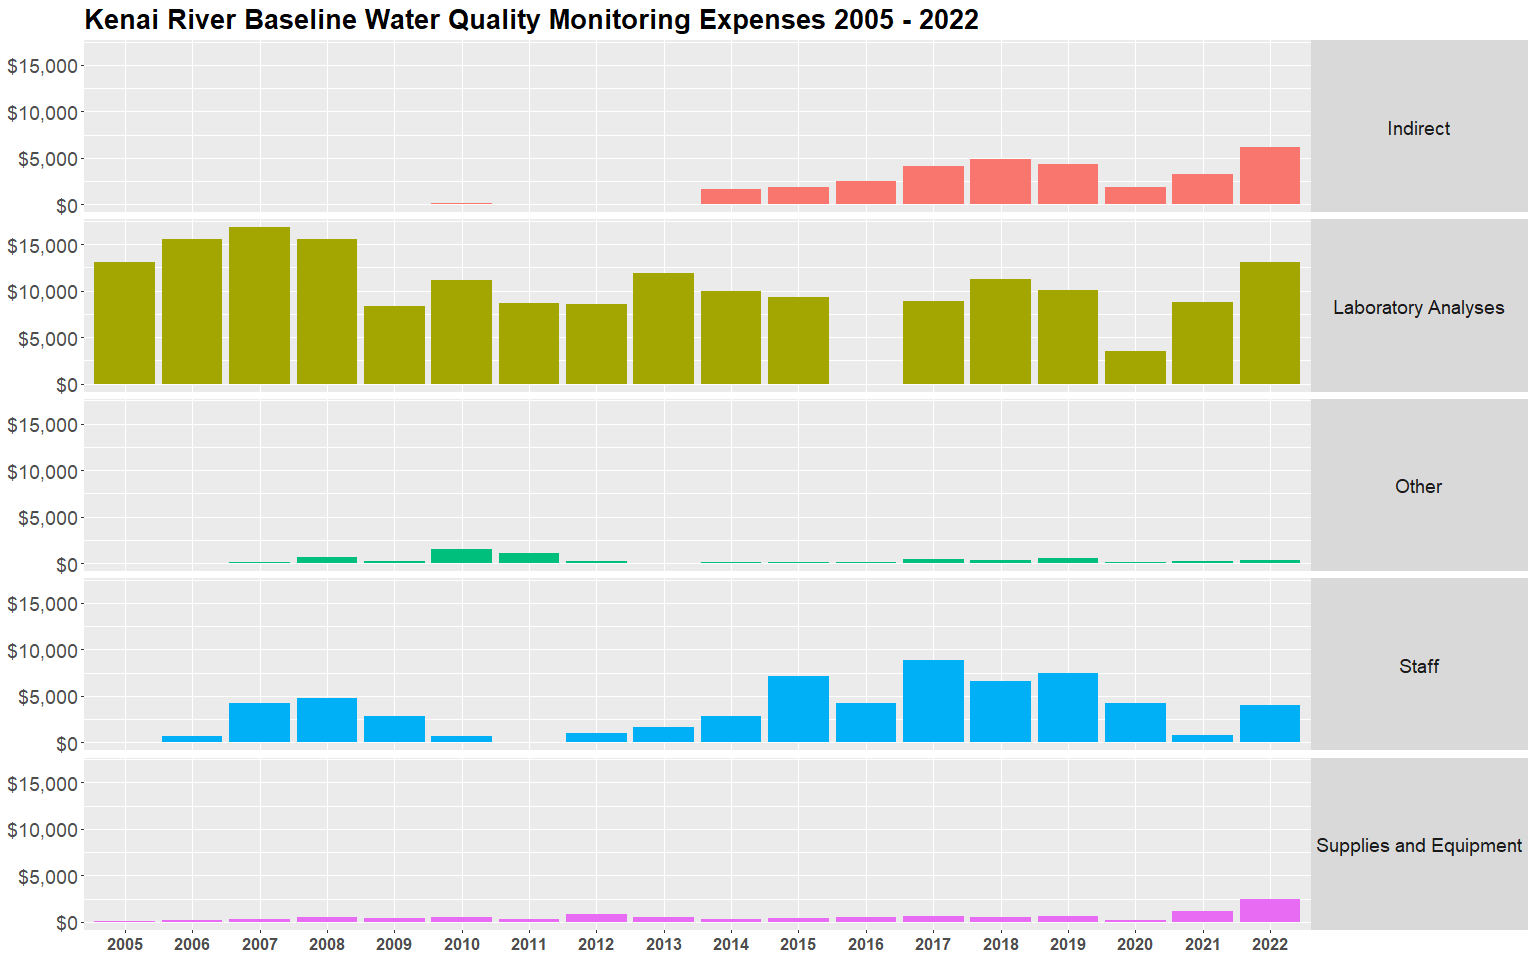 Kenai River Baseline Water Quality Monitoring Expenses 2005 - 2022
$15,000
$10,000
$5,000
$0
Indirect
$15,000
$10,000
$5,000
$0
Laboratory Analyses
$15,000
$10,000
$5,000
$0
Other
$15,000
$10,000
$5,000
$0
Staff
$15,000
$10,000
$5,000
$0
Supplies and Equipment
2005 2006 2007 2008 2009 2010 2011 2012 2013 2014 2015 2016 2017 2018 2019 2020 2021 2022